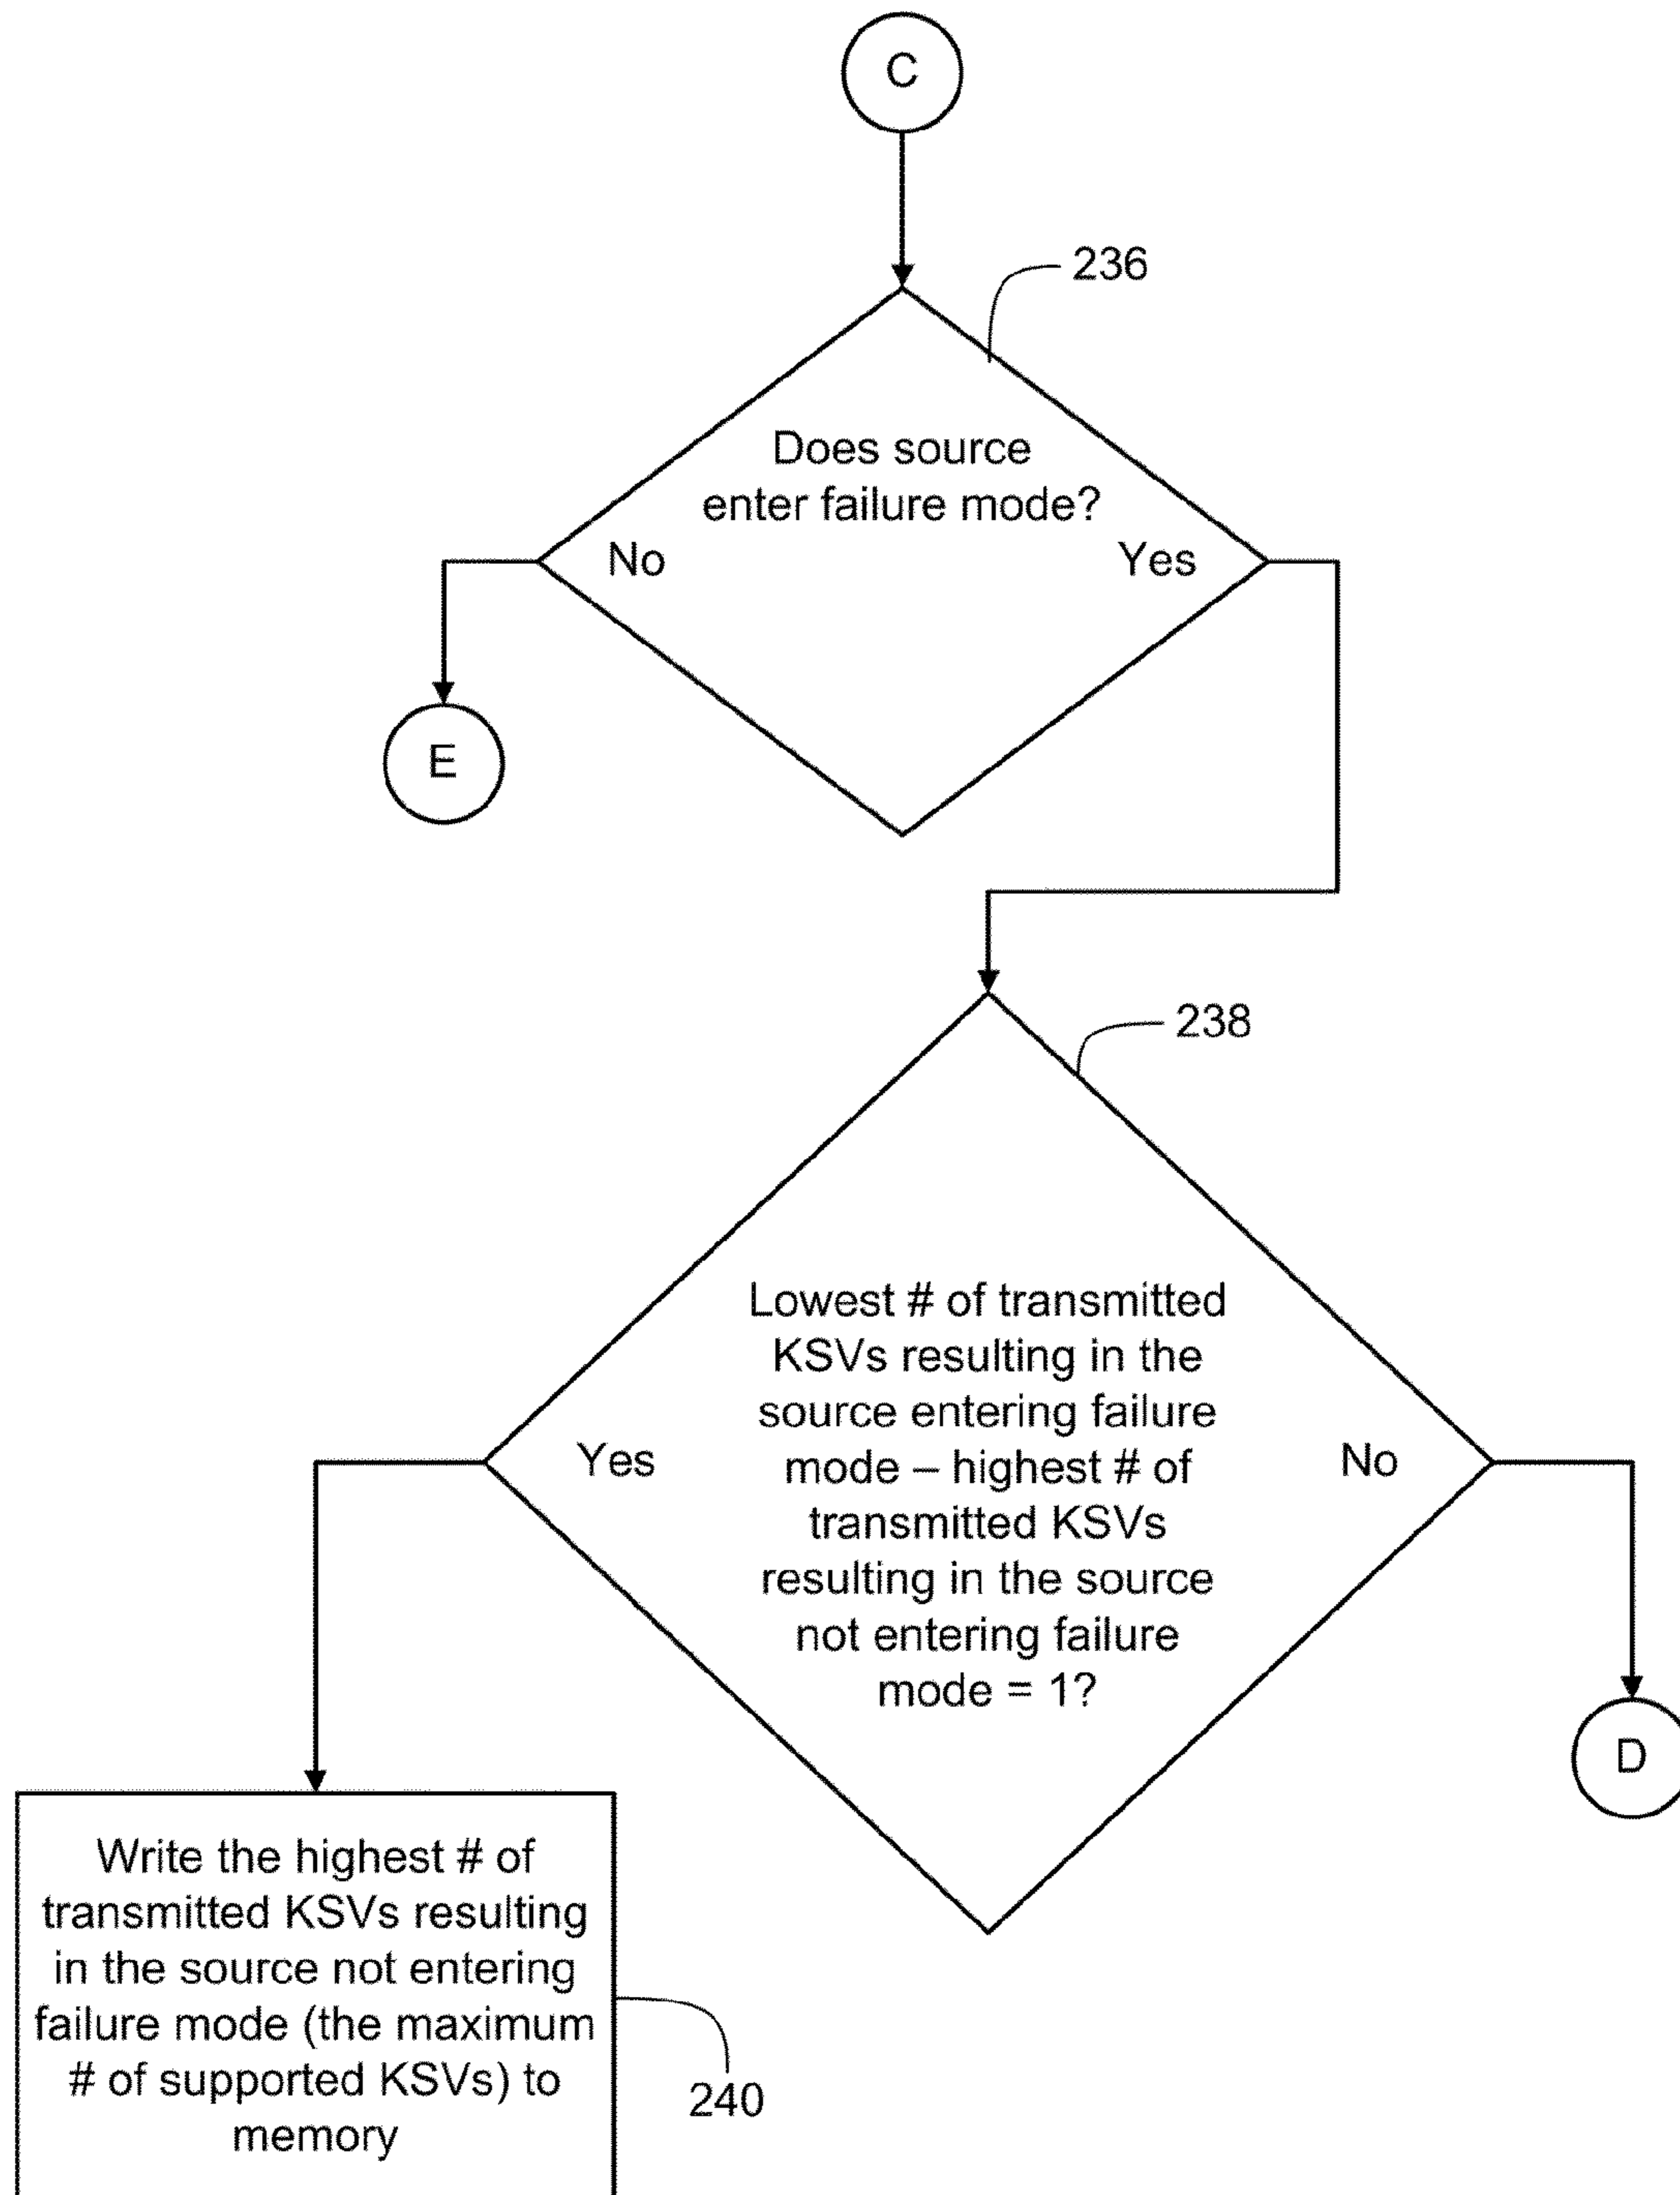 C
236
Does source
enter failure mode?
No
Yes
E
238
Lowest # of transmitted
KSVs resulting in the
source entering failure
mode – highest # of
transmitted KSVs
resulting in the source
not entering failure
mode = 1?
Yes
No
D
Write the highest # of
transmitted KSVs resulting
in the source not entering
failure mode (the maximum
# of supported KSVs) to
memory
240